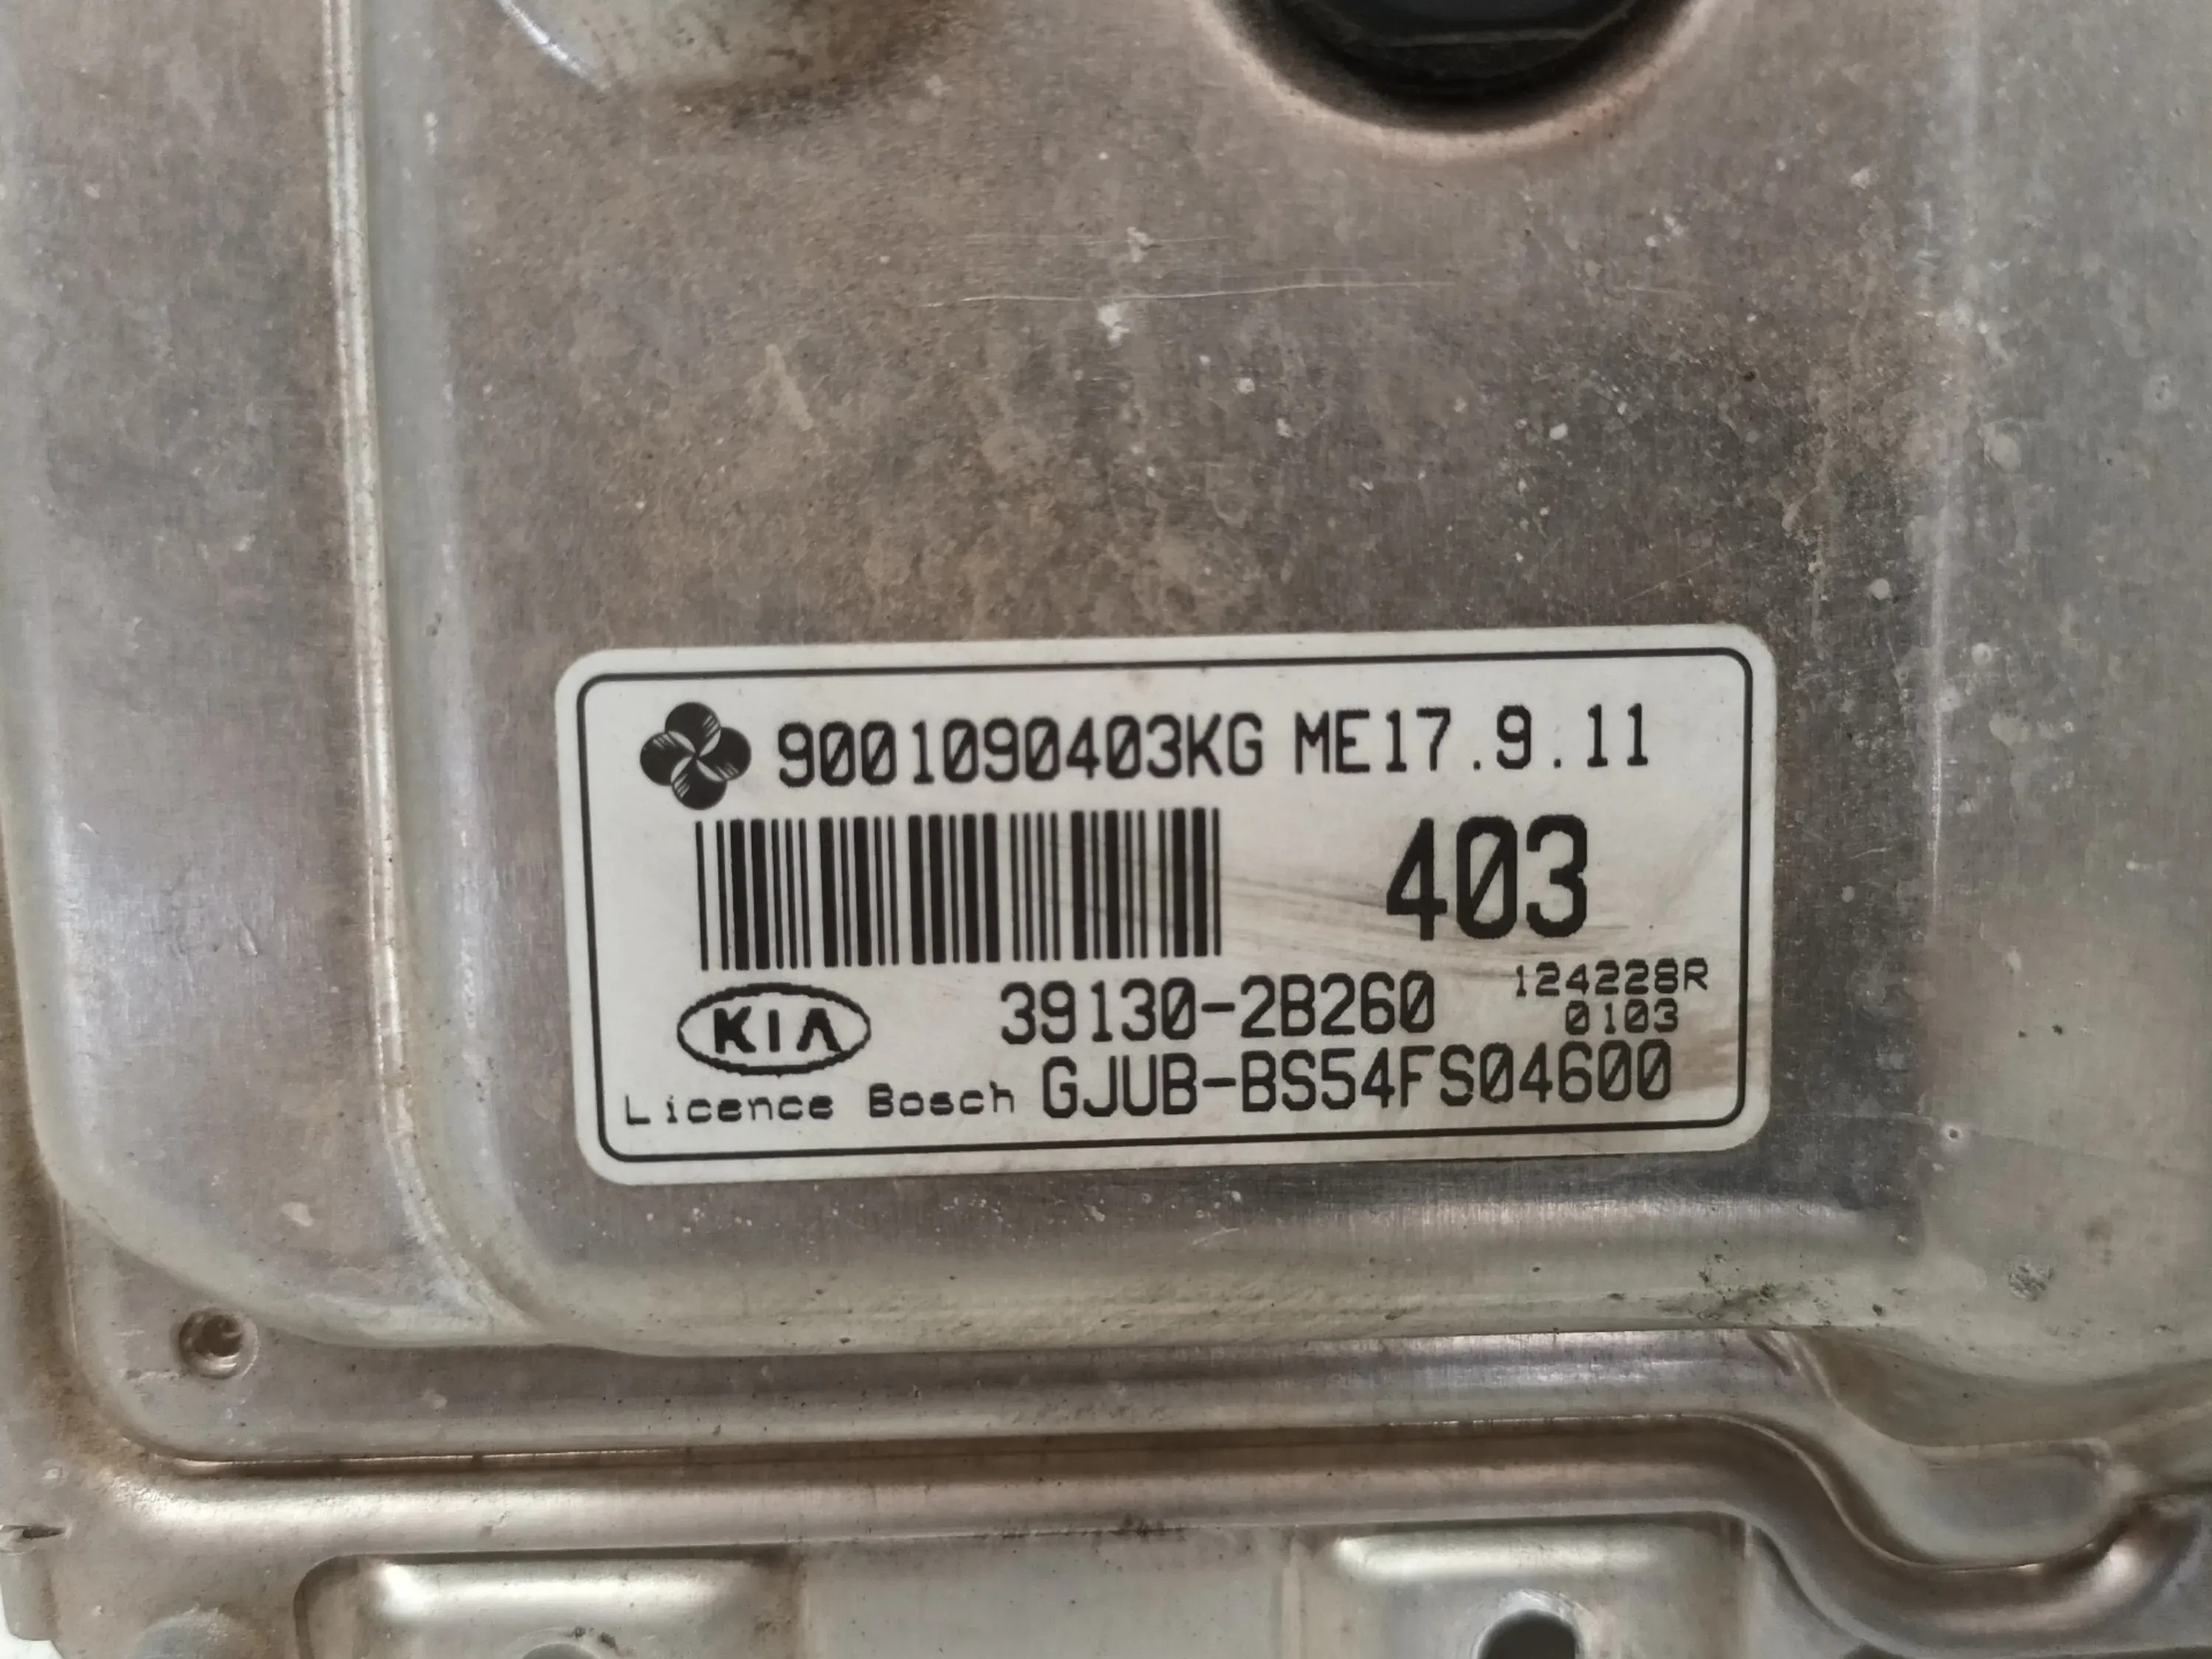 9001090403KG ME17.9.11
403
39130-2B260 124228R
0103
KIA
Licence Bosch GJUB-BS54FS04600